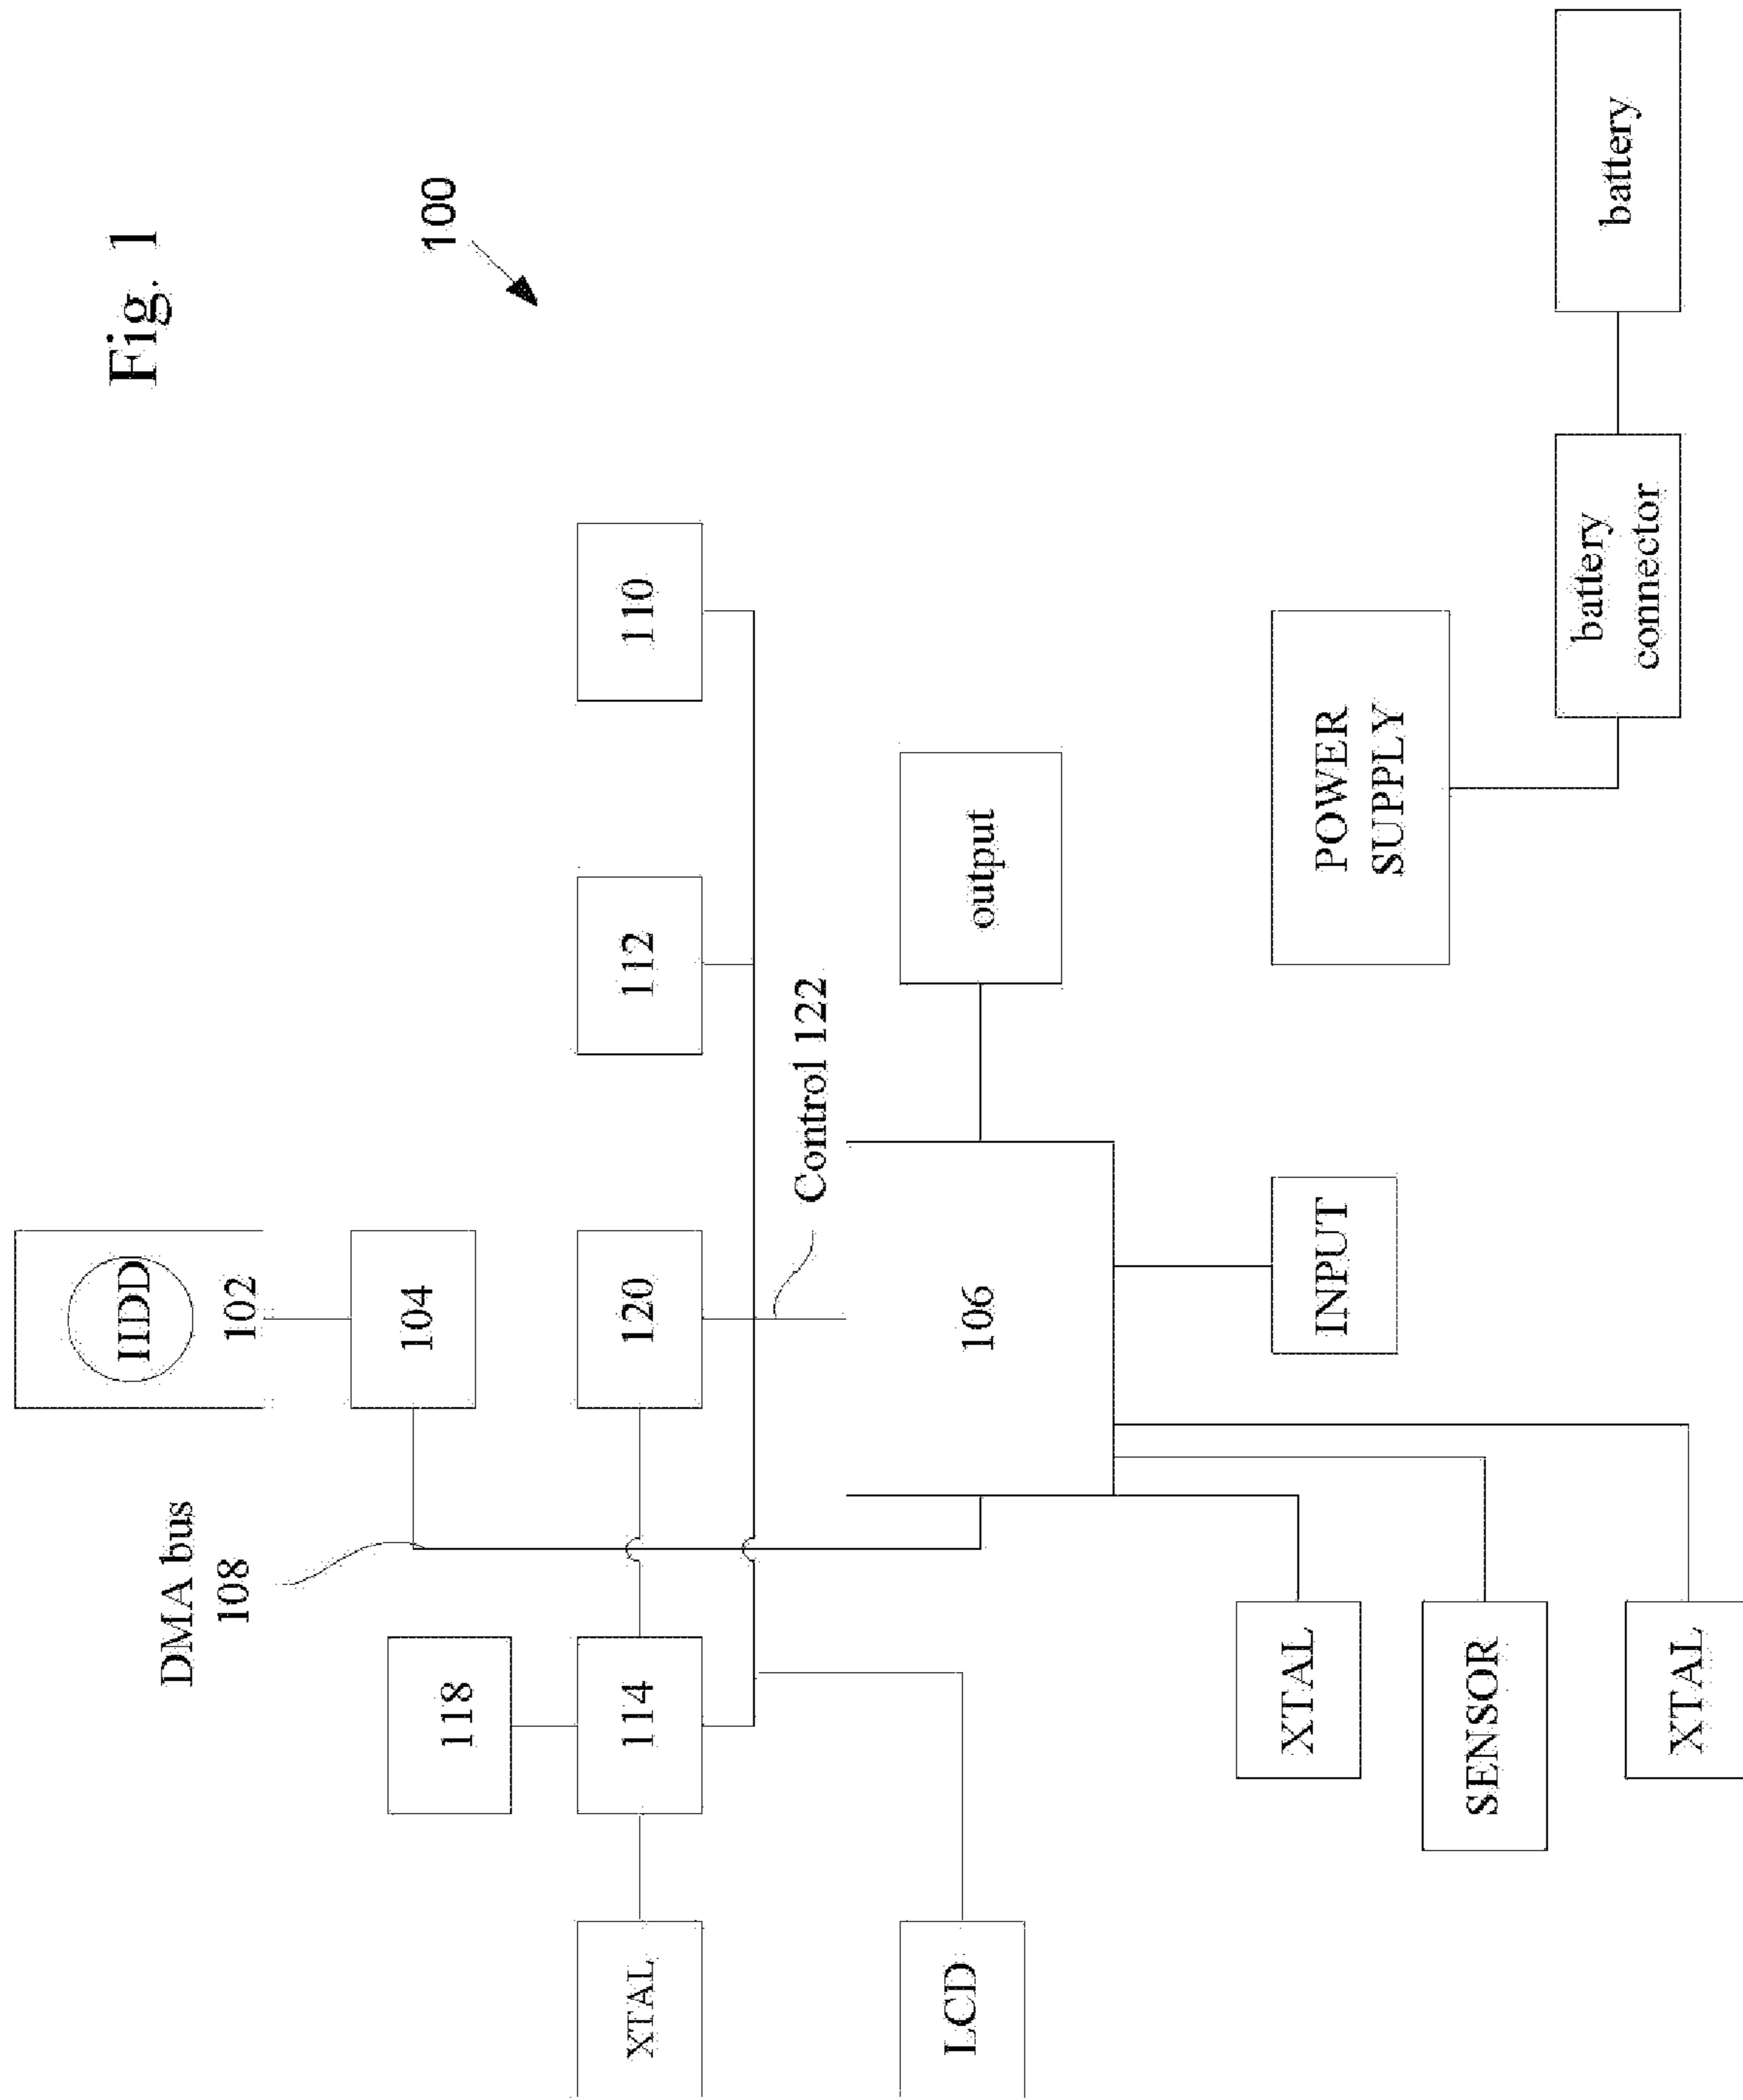 Fig. 1
HDD
102
DMA bus
108
104
100
118
XTAL
114
120
112
110
Control 122
LCD
106
output
XTAL
INPUT
POWER
SUPPLY
SENSOR
battery
connector
battery
XTAL